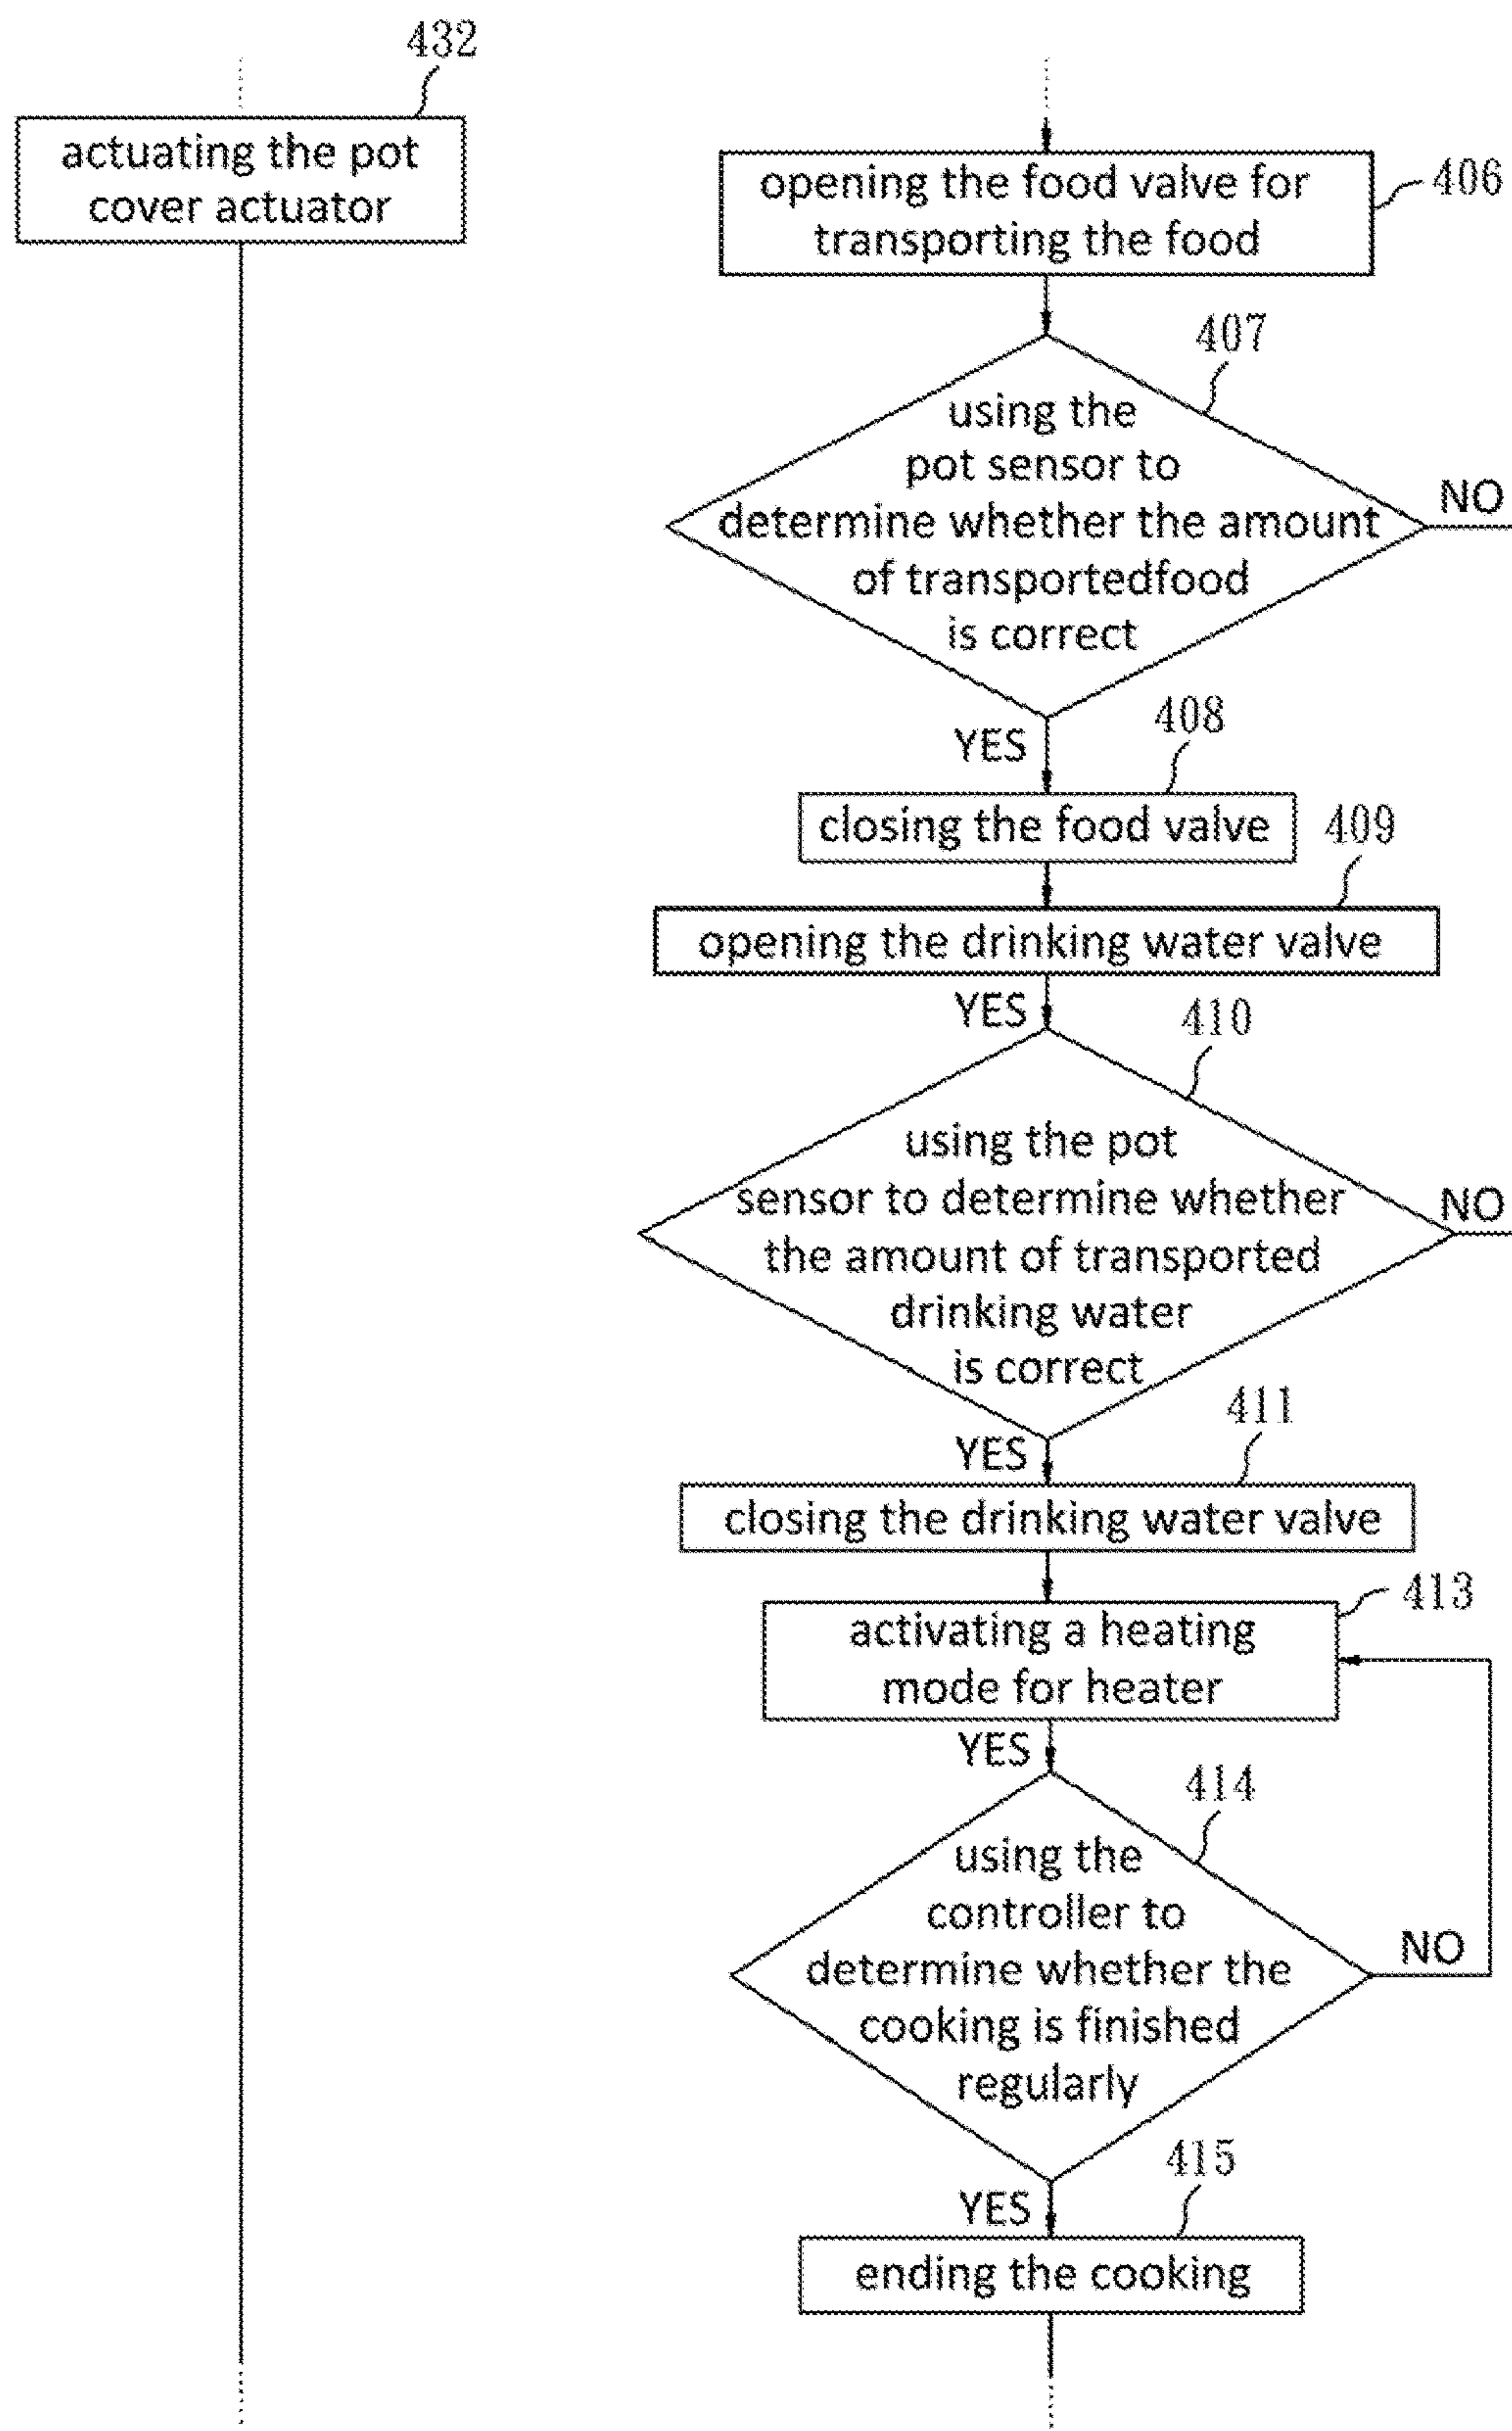 432
actuating the pot
cover actuator
opening the food valve for
transporting the food
406
407
using the
pot sensor to
determine whether the amount
of transportedfood
is correct
NO
YES
408
closing the food valve
409
opening the drinking water valve
YES
410
using the pot
sensor to determine whether
the amount of transported
drinking water
is correct
NO
YES
411
closing the drinking water valve
413
activating a heating
mode for heater
YES
414
using the
controller to
determine whether the
cooking is finished
regularly
NO
YES
415
ending the cooking